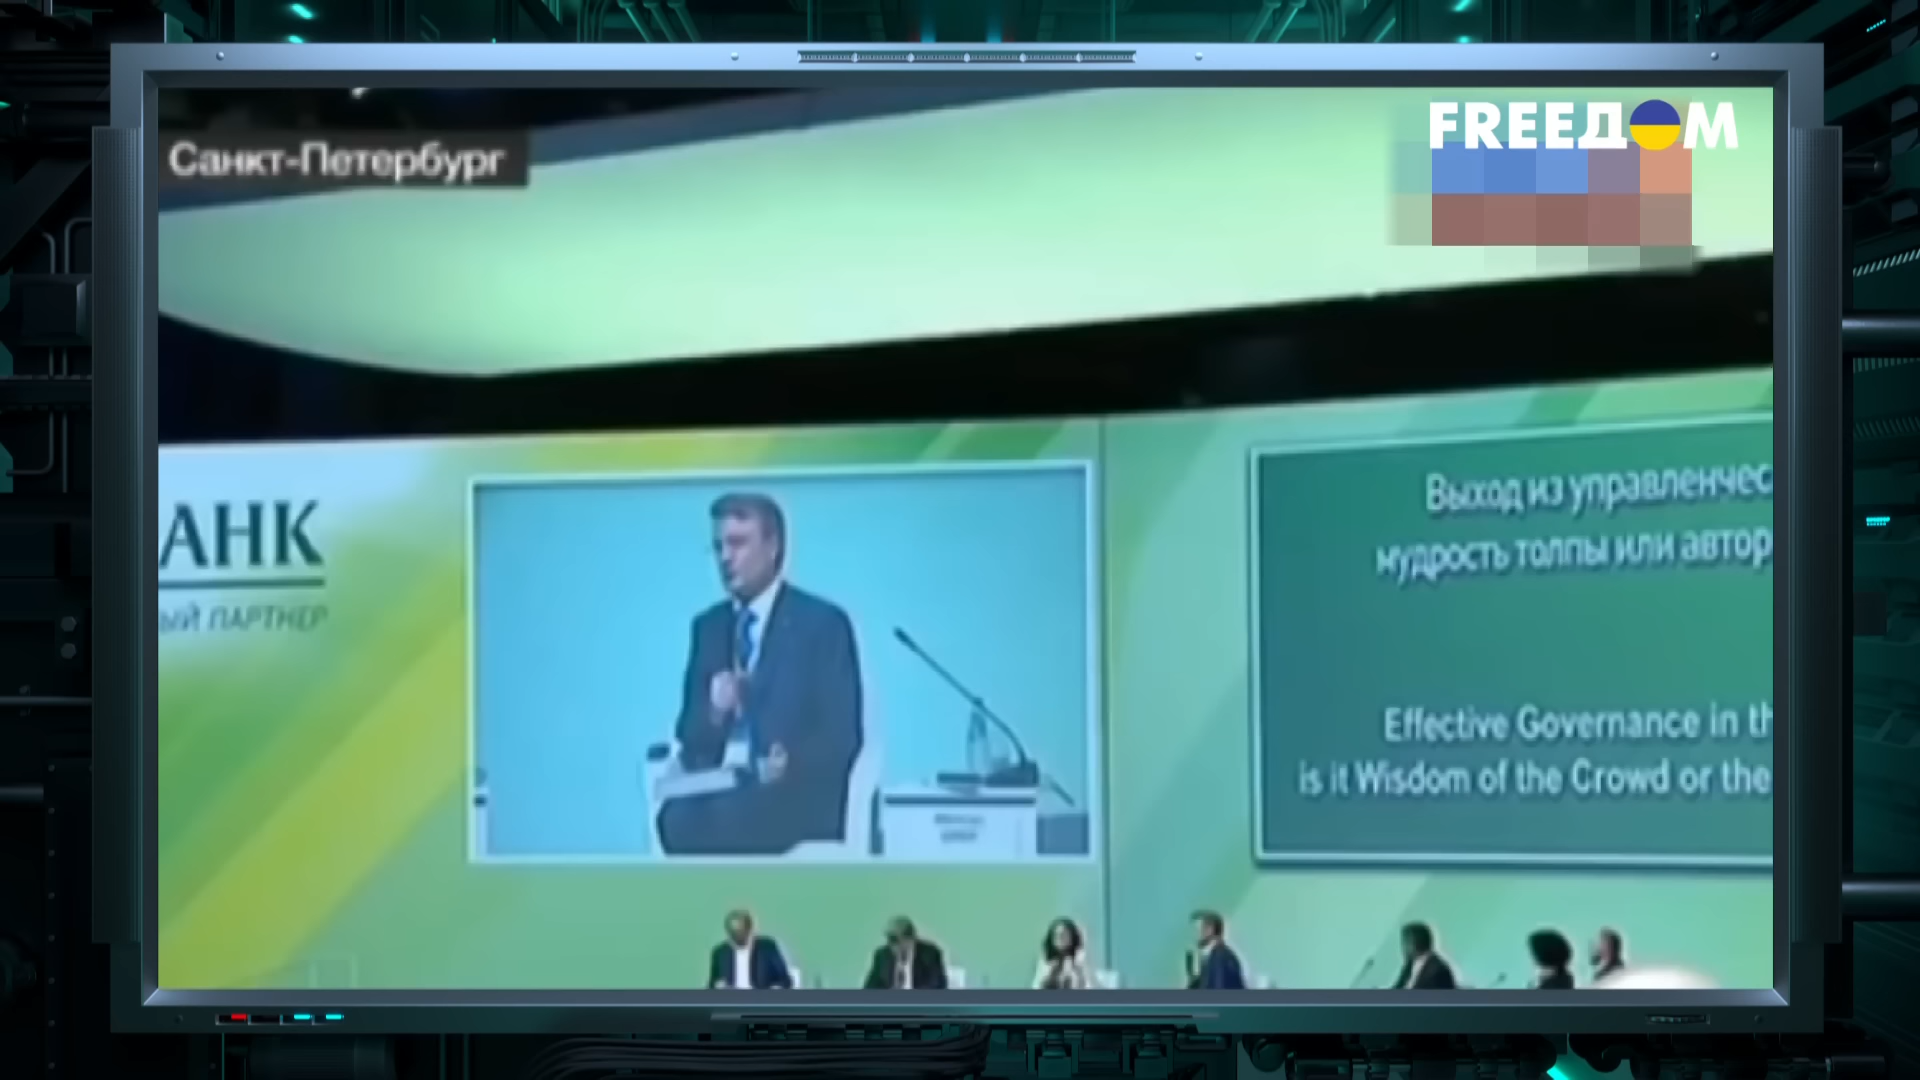 FREEДOM
Санкт-Петербург
АНК
ЫЙ ПАРТНЕР
Выход из управленчес
мудрость толпы или автор
Effective Governance in th
is it Wisdom of the Crowd or the